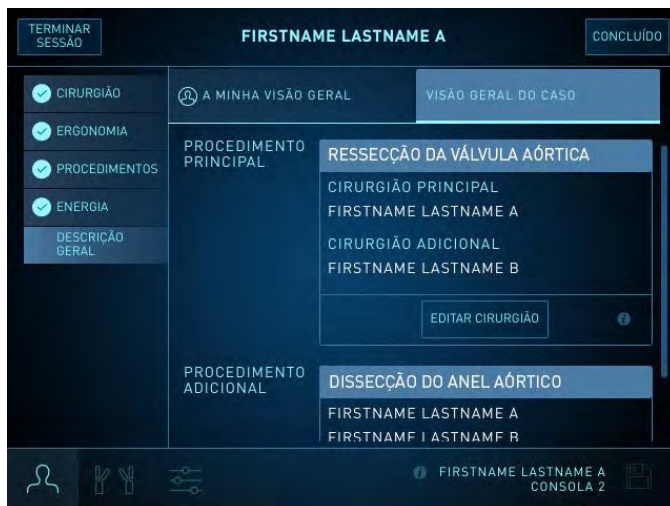 TERMINAR
SESSÃO
FIRSTNAME LASTNAME A
CONCLUÍDO
CIRURGIÃO
ERGONOMIA
PROCEDIMENTOS
ENERGIA
DESCRIÇÃO
GERAL
A MINHA VISÃO GERAL
VISÃO GERAL DO CASO
PROCEDIMENTO
PRINCIPAL
RESSECÇÃO DA VÁLVULA AÓRTICA
CIRURGIÃO PRINCIPAL
FIRSTNAME LASTNAME A
CIRURGIÃO ADICIONAL
FIRSTNAME LASTNAME B
EDITAR CIRURGIÃO
PROCEDIMENTO
ADICIONAL
DISSECÇÃO DO ANEL AÓRTICO
FIRSTNAME LASTNAME A
FIRSTNAME LASTNAME B
FIRSTNAME LASTNAME A
CONSOLA 2